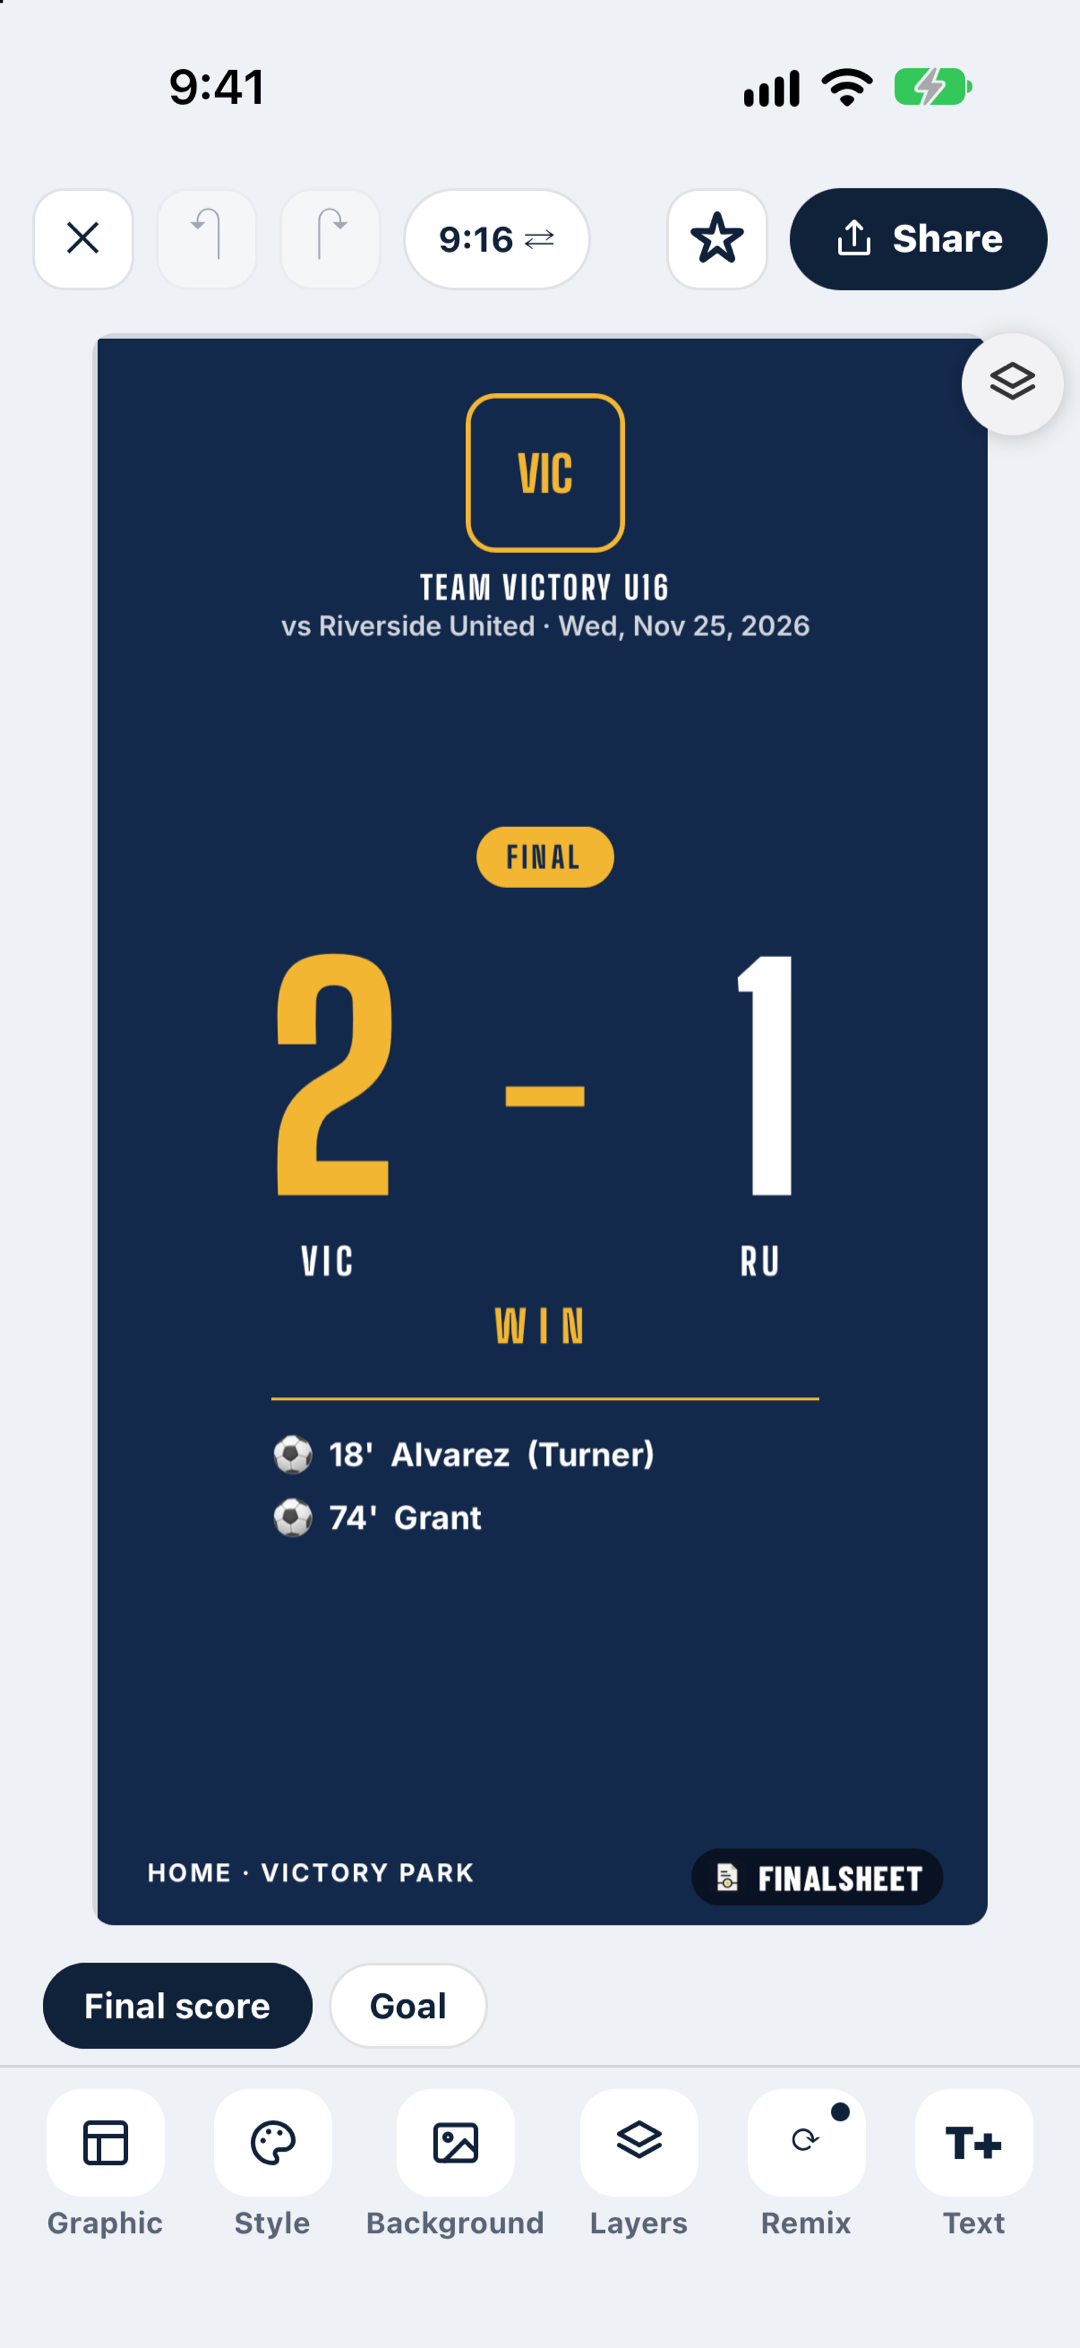 9:41
9:16
Share
VIC
TEAM VICTORY U16
vs Riverside United · Wed, Nov 25, 2026
FINAL
2 - 1
VIC RU
WIN
18' Alvarez (Turner)
74' Grant
HOME · VICTORY PARK
FINALSHEET
Final score Goal
T+
Graphic Style Background Layers Remix Text